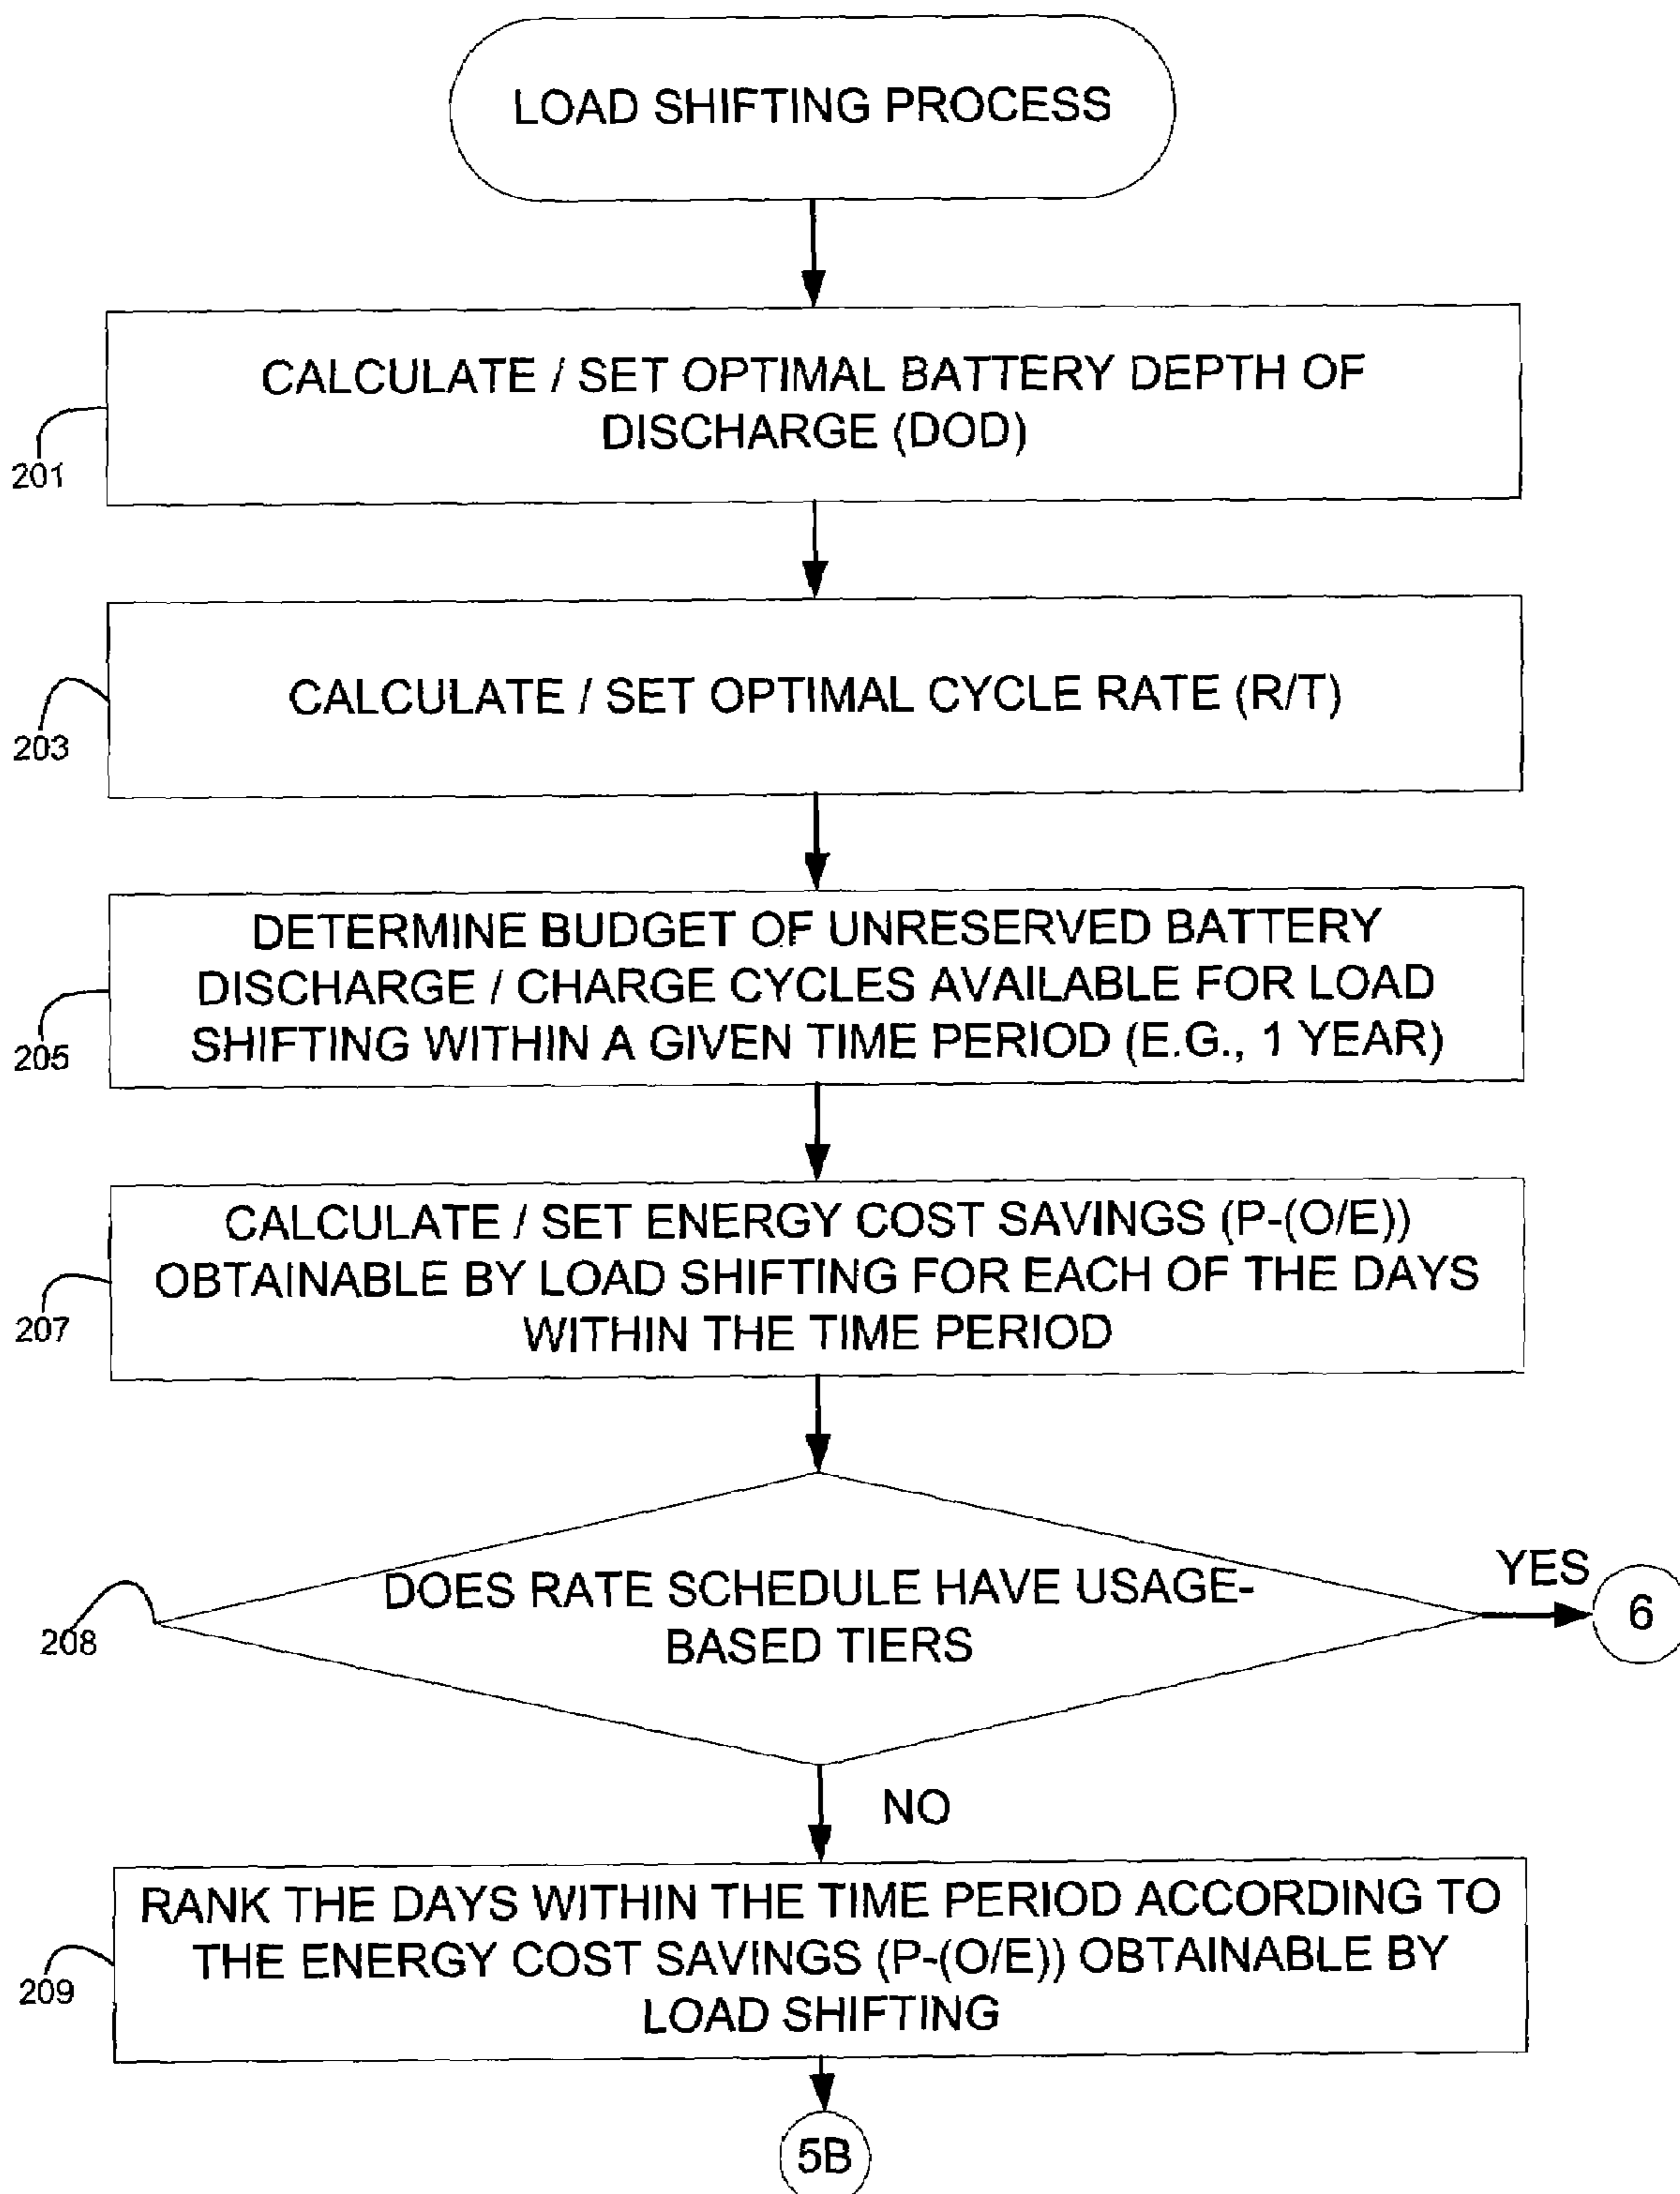 LOAD SHIFTING PROCESS
CALCULATE / SET OPTIMAL BATTERY DEPTH OF
DISCHARGE (DOD)
201
CALCULATE / SET OPTIMAL CYCLE RATE (R/T)
203
DETERMINE BUDGET OF UNRESERVED BATTERY
DISCHARGE / CHARGE CYCLES AVAILABLE FOR LOAD
SHIFTING WITHIN A GIVEN TIME PERIOD (E.G., 1 YEAR)
205
CALCULATE / SET ENERGY COST SAVINGS (P-(O/E))
OBTAINABLE BY LOAD SHIFTING FOR EACH OF THE DAYS
WITHIN THE TIME PERIOD
207
DOES RATE SCHEDULE HAVE USAGE-
BASED TIERS
208
YES
6
NO
RANK THE DAYS WITHIN THE TIME PERIOD ACCORDING TO
THE ENERGY COST SAVINGS (P-(O/E)) OBTAINABLE BY
LOAD SHIFTING
209
5B